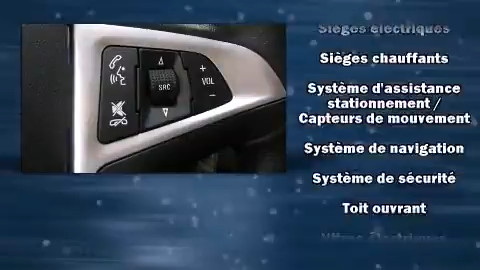 SRC
+
VOL
-
Sièges électriques
Sièges chauffants
Système d'assistance
stationnement /
Capteurs de mouvement
Système de navigation
Système de sécurité
Toit ouvrant